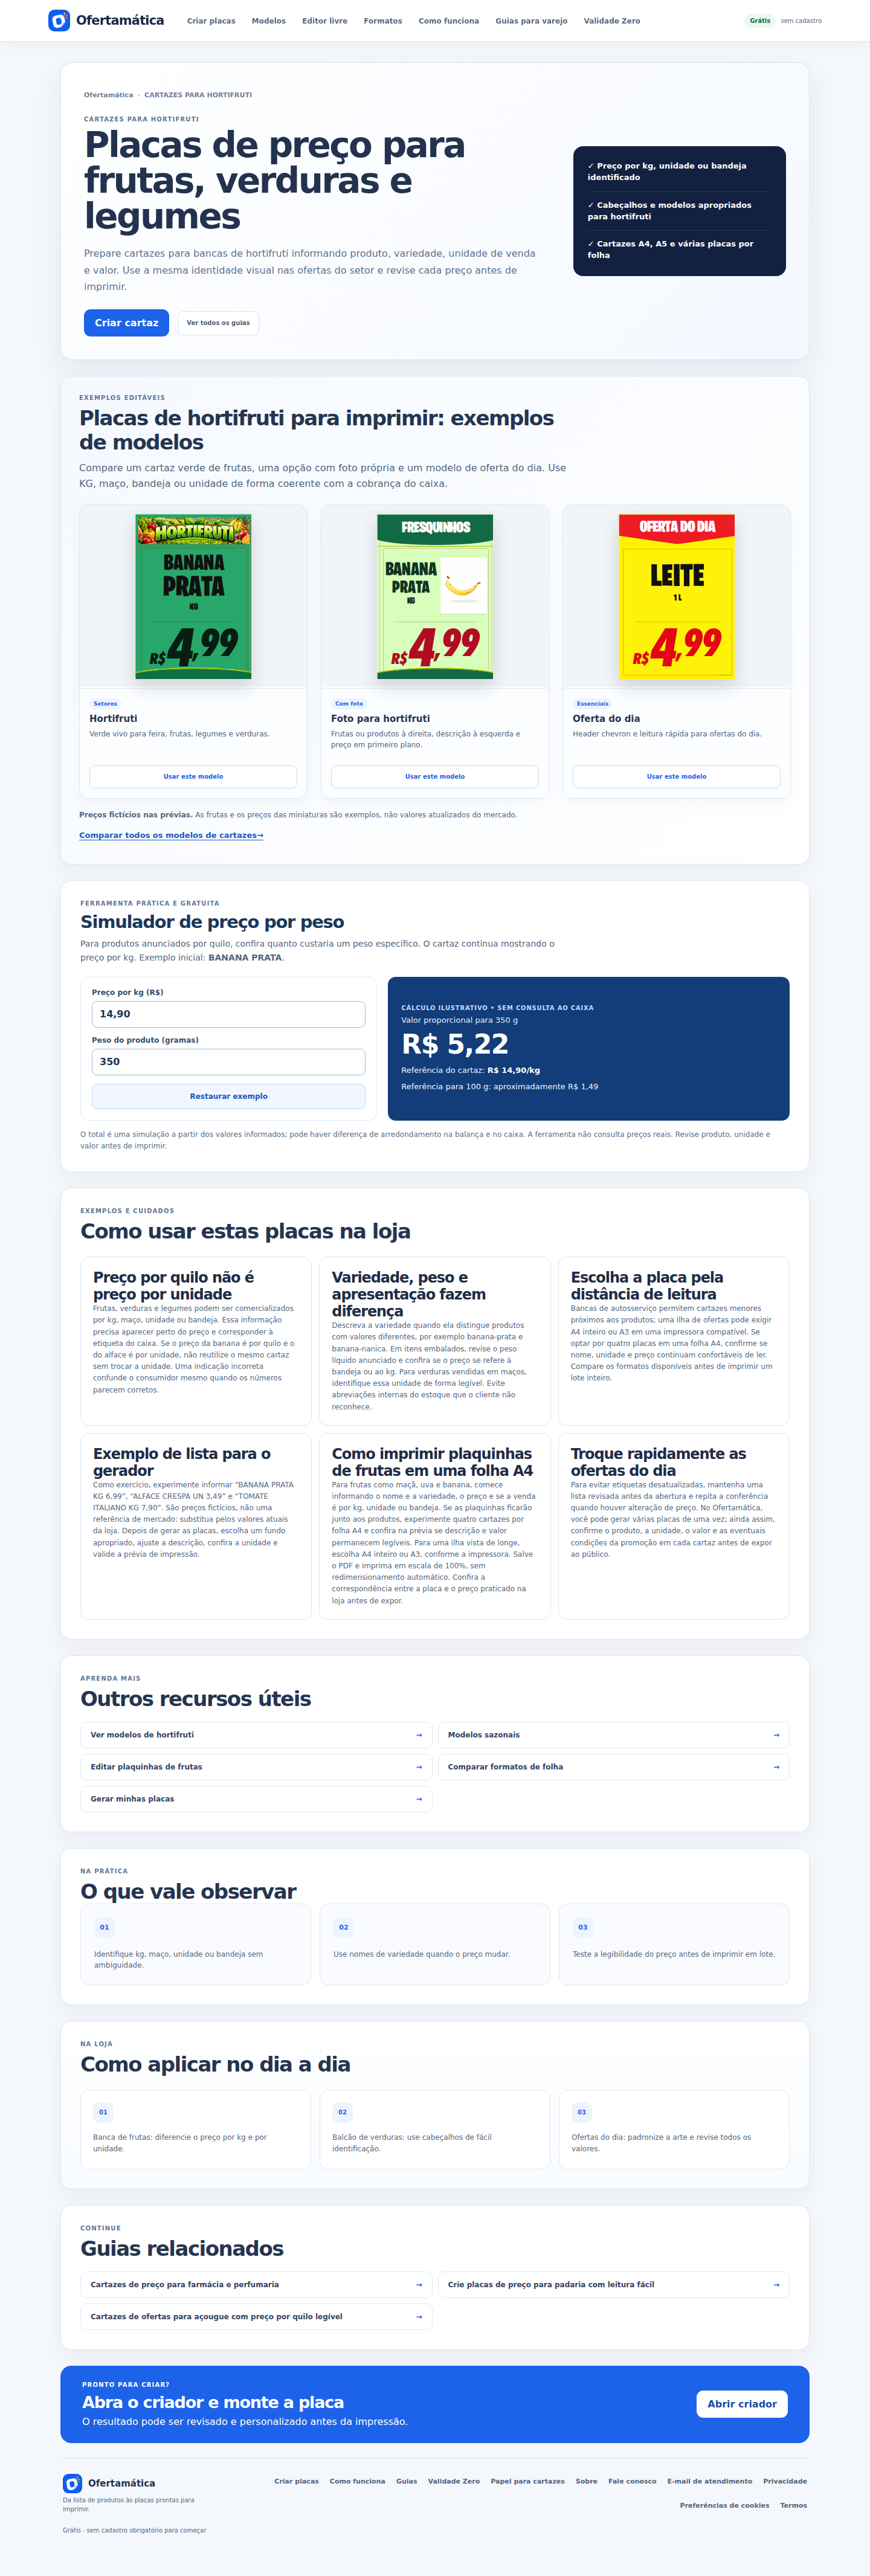 Ofertamática
Criar placas
Modelos
Editor livre
Formatos
Como funciona
Guias para varejo
Validade Zero
Grátis
sem cadastro
Ofertamática › CARTAZES PARA HORTIFRUTI
CARTAZES PARA HORTIFRUTI
Placas de preço para
frutas, verduras e
legumes
Prepare cartazes para bancas de hortifruti informando produto, variedade, unidade de venda
e valor. Use a mesma identidade visual nas ofertas do setor e revise cada preço antes de
imprimir.
Criar cartaz
Ver todos os guias
✓ Preço por kg, unidade ou bandeja
identificado
✓ Cabeçalhos e modelos apropriados
para hortifruti
✓ Cartazes A4, A5 e várias placas por
folha
EXEMPLOS EDITÁVEIS
Placas de hortifruti para imprimir: exemplos
de modelos
Compare um cartaz verde de frutas, uma opção com foto própria e um modelo de oferta do dia. Use
KG, maço, bandeja ou unidade de forma coerente com a cobrança do caixa.
HORTIFRUTI
BANANA
PRATA
KG
R$ 4,99
Setores
Hortifruti
Verde vivo para feira, frutas, legumes e verduras.
Usar este modelo
FRESQUINHOS
BANANA
PRATA
KG
R$ 4,99
Com foto
Foto para hortifruti
Frutas ou produtos à direita, descrição à esquerda e
preço em primeiro plano.
Usar este modelo
OFERTA DO DIA
LEITE
1 L
R$ 4,99
Essenciais
Oferta do dia
Header chevron e leitura rápida para ofertas do dia.
Usar este modelo
Preços fictícios nas prévias. As frutas e os preços das miniaturas são exemplos, não valores atualizados do mercado.
Comparar todos os modelos de cartazes→
FERRAMENTA PRÁTICA E GRATUITA
Simulador de preço por peso
Para produtos anunciados por quilo, confira quanto custaria um peso específico. O cartaz continua mostrando o
preço por kg. Exemplo inicial: BANANA PRATA.
Preço por kg (R$)
14,90
Peso do produto (gramas)
350
Restaurar exemplo
CÁLCULO ILUSTRATIVO • SEM CONSULTA AO CAIXA
Valor proporcional para 350 g
R$ 5,22
Referência do cartaz: R$ 14,90/kg
Referência para 100 g: aproximadamente R$ 1,49
O total é uma simulação a partir dos valores informados; pode haver diferença de arredondamento na balança e no caixa. A ferramenta não consulta preços reais. Revise produto, unidade e
valor antes de imprimir.
EXEMPLOS E CUIDADOS
Como usar estas placas na loja
Preço por quilo não é
preço por unidade
Frutas, verduras e legumes podem ser comercializados
por kg, maço, unidade ou bandeja. Essa informação
precisa aparecer perto do preço e corresponder à
etiqueta do caixa. Se o preço da banana é por quilo e o
do alface é por unidade, não reutilize o mesmo cartaz
sem trocar a unidade. Uma indicação incorreta
confunde o consumidor mesmo quando os números
parecem corretos.
Variedade, peso e
apresentação fazem
diferença
Descreva a variedade quando ela distingue produtos
com valores diferentes, por exemplo banana-prata e
banana-nanica. Em itens embalados, revise o peso
líquido anunciado e confira se o preço se refere à
bandeja ou ao kg. Para verduras vendidas em maços,
identifique essa unidade de forma legível. Evite
abreviações internas do estoque que o cliente não
reconhece.
Escolha a placa pela
distância de leitura
Bancas de autosserviço permitem cartazes menores
próximos aos produtos; uma ilha de ofertas pode exigir
A4 inteiro ou A3 em uma impressora compatível. Se
optar por quatro placas em uma folha A4, confirme se
nome, unidade e preço continuam confortáveis de ler.
Compare os formatos disponíveis antes de imprimir um
lote inteiro.
Exemplo de lista para o
gerador
Como exercício, experimente informar “BANANA PRATA
KG 6,99”, “ALFACE CRESPA UN 3,49” e “TOMATE
ITALIANO KG 7,90”. São preços fictícios, não uma
referência de mercado: substitua pelos valores atuais
da loja. Depois de gerar as placas, escolha um fundo
apropriado, ajuste a descrição, confira a unidade e
valide a prévia de impressão.
Como imprimir plaquinhas
de frutas em uma folha A4
Para frutas como maçã, uva e banana, comece
informando o nome e a variedade, o preço e se a venda
é por kg, unidade ou bandeja. Se as plaquinhas ficarão
junto aos produtos, experimente quatro cartazes por
folha A4 e confira na prévia se descrição e valor
permanecem legíveis. Para uma ilha vista de longe,
escolha A4 inteiro ou A3, conforme a impressora. Salve
o PDF e imprima em escala de 100%, sem
redimensionamento automático. Confira a
correspondência entre a placa e o preço praticado na
loja antes de expor.
Troque rapidamente as
ofertas do dia
Para evitar etiquetas desatualizadas, mantenha uma
lista revisada antes da abertura e repita a conferência
quando houver alteração de preço. No Ofertamática,
você pode gerar várias placas de uma vez; ainda assim,
confirme o produto, a unidade, o valor e as eventuais
condições da promoção em cada cartaz antes de expor
ao público.
APRENDA MAIS
Outros recursos úteis
Ver modelos de hortifruti →
Modelos sazonais →
Editar plaquinhas de frutas →
Comparar formatos de folha →
Gerar minhas placas →
NA PRÁTICA
O que vale observar
01
Identifique kg, maço, unidade ou bandeja sem
ambiguidade.
02
Use nomes de variedade quando o preço mudar.
03
Teste a legibilidade do preço antes de imprimir em lote.
NA LOJA
Como aplicar no dia a dia
01
Banca de frutas: diferencie o preço por kg e por
unidade.
02
Balcão de verduras: use cabeçalhos de fácil
identificação.
03
Ofertas do dia: padronize a arte e revise todos os
valores.
CONTINUE
Guias relacionados
Cartazes de preço para farmácia e perfumaria →
Crie placas de preço para padaria com leitura fácil →
Cartazes de ofertas para açougue com preço por quilo legível →
PRONTO PARA CRIAR?
Abra o criador e monte a placa
O resultado pode ser revisado e personalizado antes da impressão.
Abrir criador
Ofertamática
Da lista de produtos às placas prontas para
imprimir.
Grátis · sem cadastro obrigatório para começar
Criar placas
Como funciona
Guias
Validade Zero
Papel para cartazes
Sobre
Fale conosco
E-mail de atendimento
Privacidade
Preferências de cookies
Termos